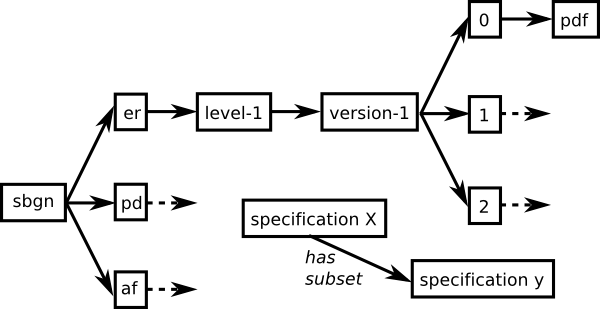 0
pdf
er
level-1
version-1
1
sbgn
pd
2
specification X
has
subset
specification y
af